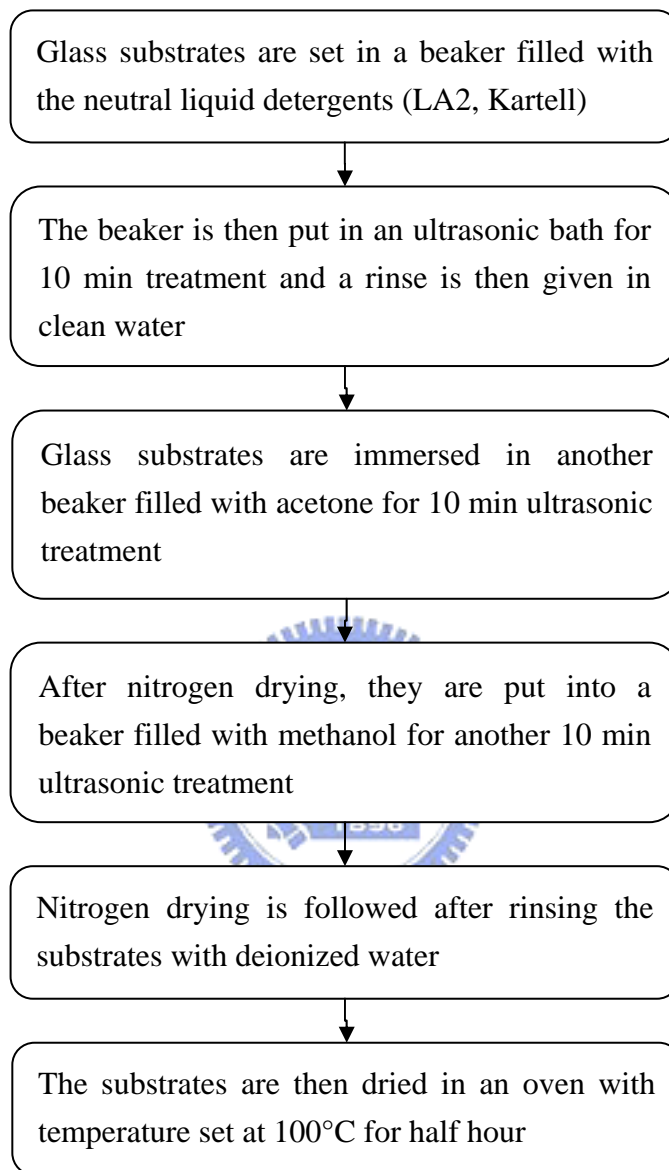 Glass substrates are set in a beaker filled with
the neutral liquid detergents (LA2, Kartell)
The beaker is then put in an ultrasonic bath for
10 min treatment and a rinse is then given in
clean water
Glass substrates are immersed in another
beaker filled with acetone for 10 min ultrasonic
treatment
After nitrogen drying, they are put into a
beaker filled with methanol for another 10 min
ultrasonic treatment
1896
Nitrogen drying is followed after rinsing the
substrates with deionized water
The substrates are then dried in an oven with
temperature set at 100°C for half hour